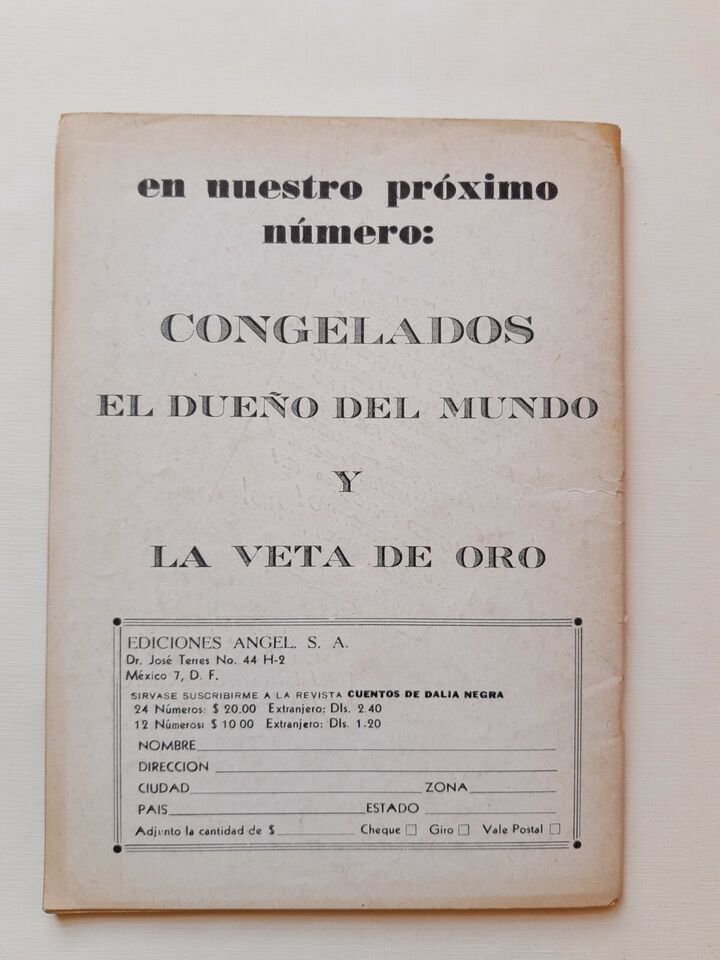 en nuestro próximo
número:
CONGELADOS
EL DUEÑO DEL MUNDO
Y
LA VETA DE ORO
EDICIONES ANGEL. S. A.
Dr. José Terres No. 44 H-2
México 7, D. F.
SIRVASE SUSCRIBIRME A LA REVISTA CUENTOS DE DALIA NEGRA
24 Números: $ 20.00 Extranjero: Dls. 2.40
12 Números: $ 10 00 Extranjero: Dls. 1.20
NOMBRE
DIRECCION
CIUDAD ZONA
PAIS ESTADO
Adjunto la cantidad de $ Cheque Giro Vale Postal